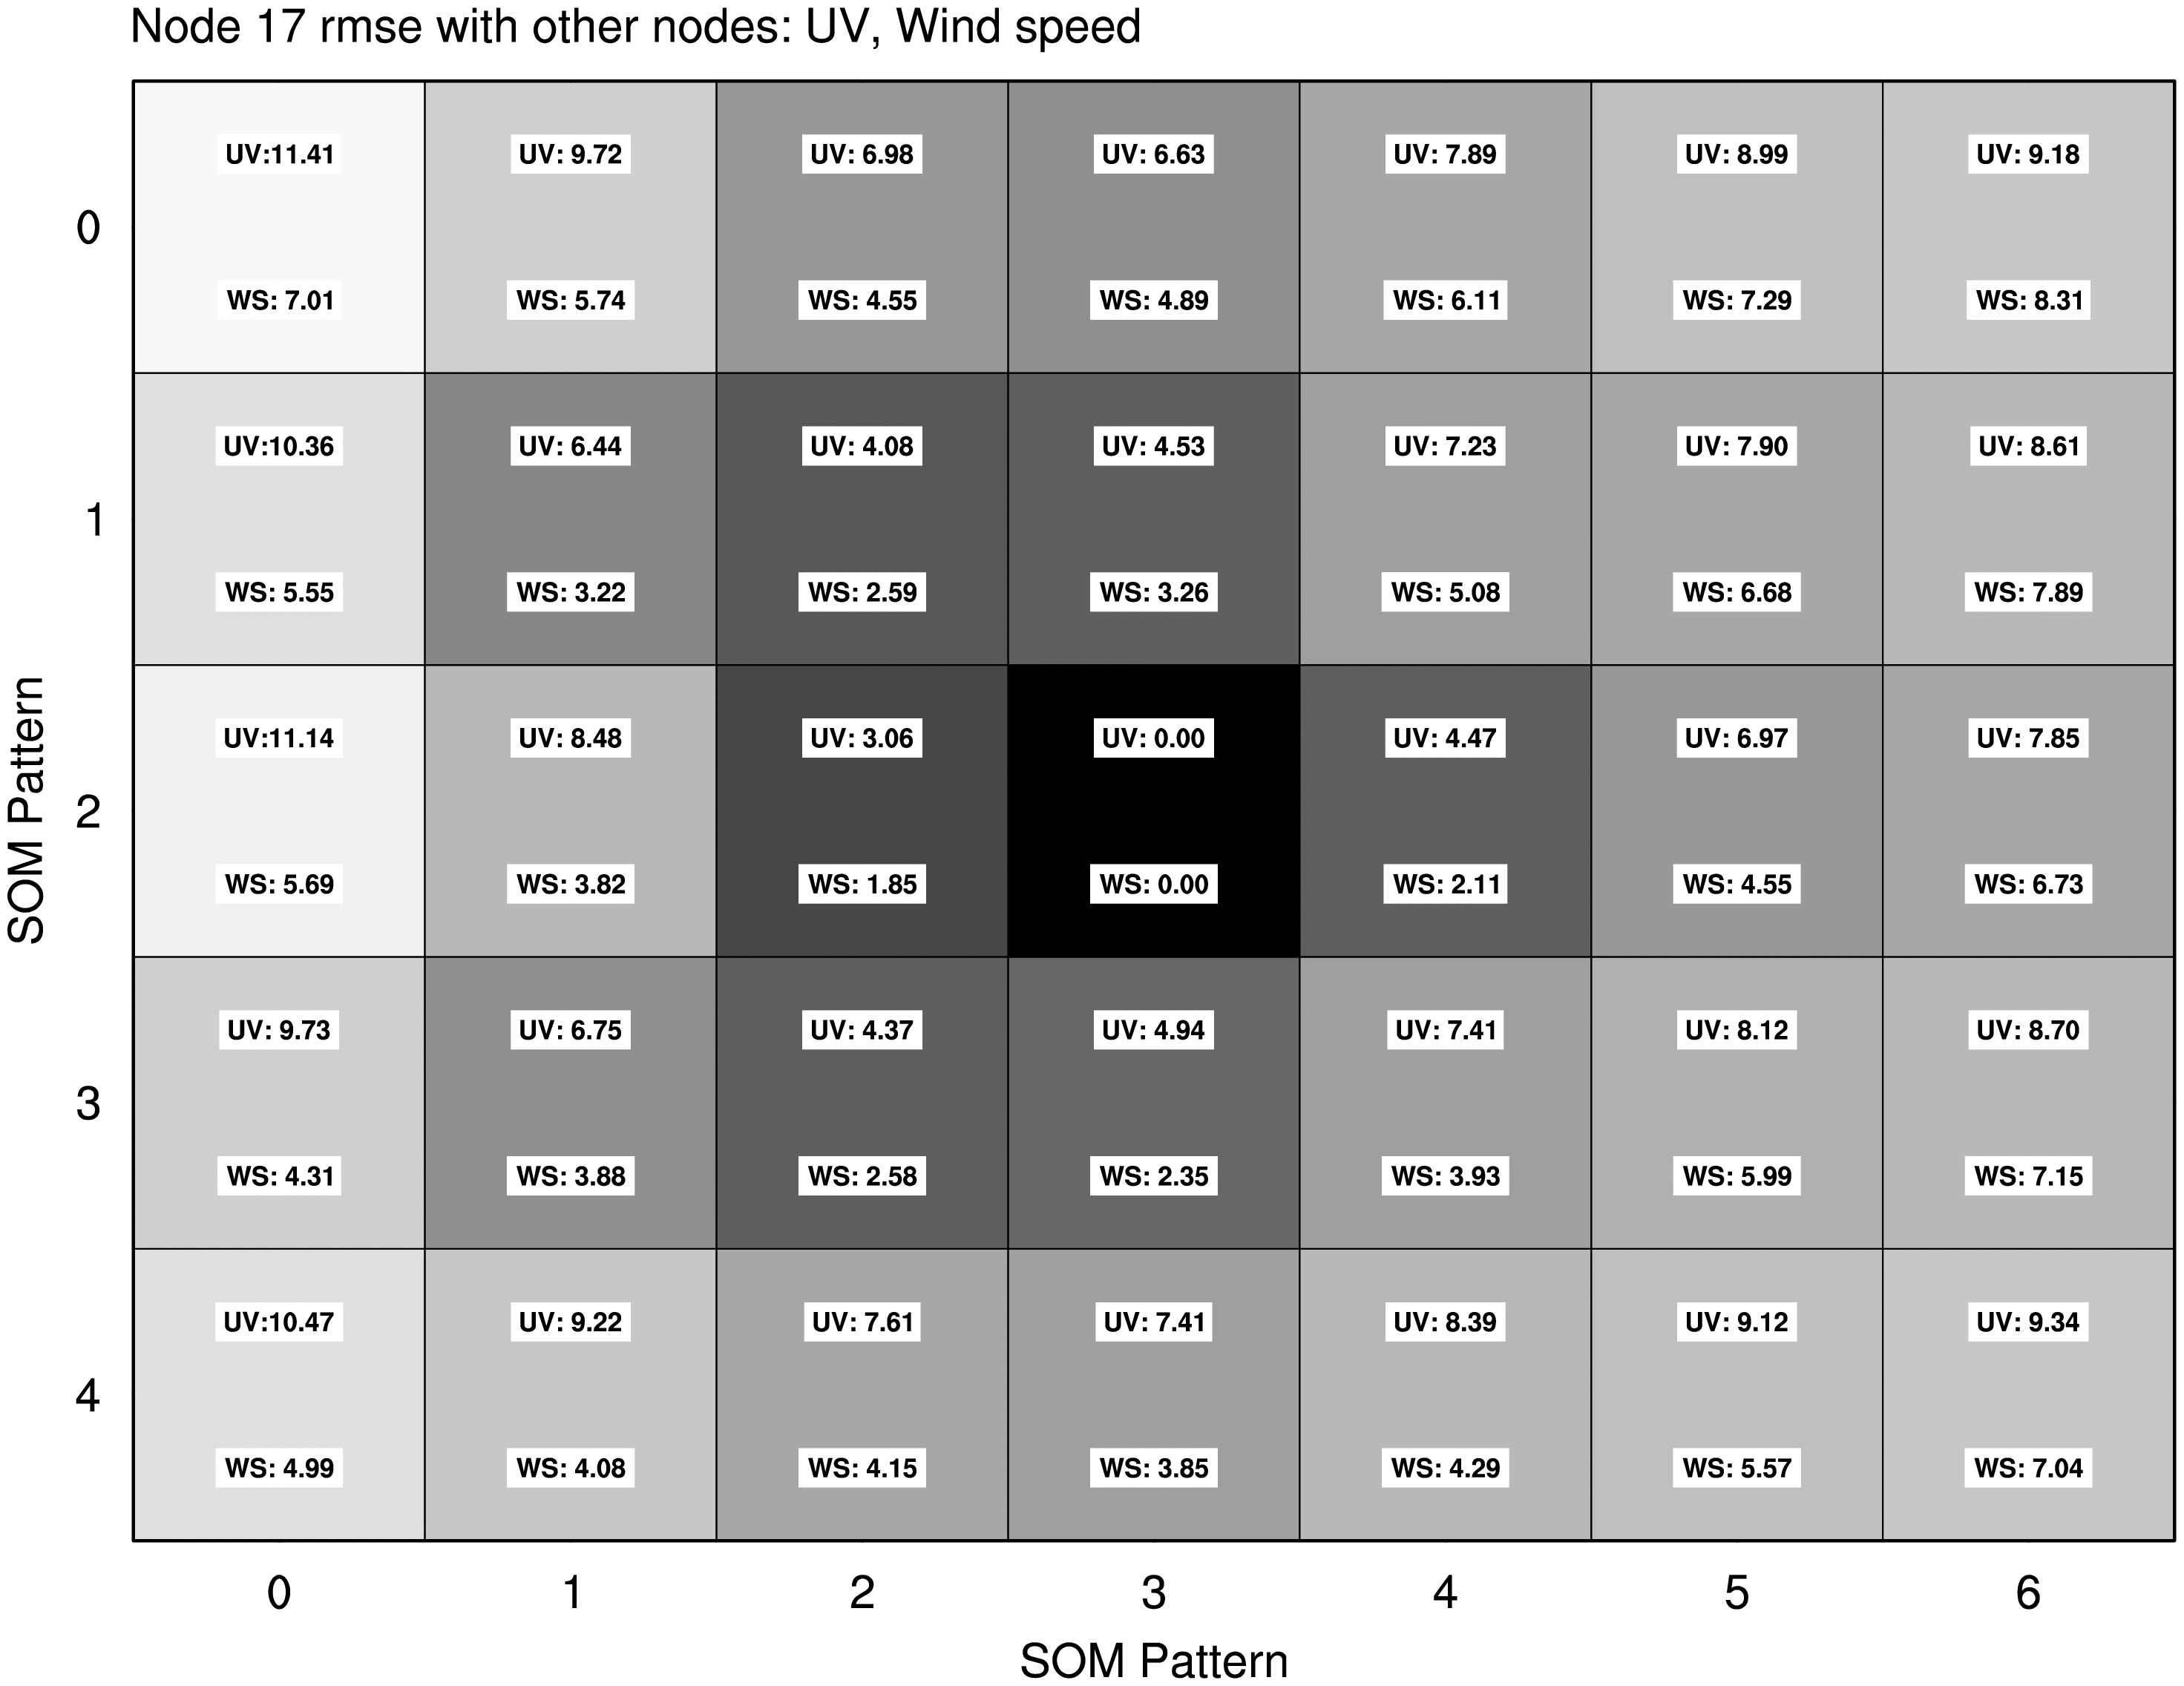 Node 17 rmse with other nodes: UV, Wind speed
UV:11.41 UV: 9.72 UV: 6.98 UV: 6.63 UV: 7.89 UV: 8.99 UV: 9.18
0
WS: 7.01 WS: 5.74 WS: 4.55 WS: 4.89 WS: 6.11 WS: 7.29 WS: 8.31
UV:10.36 UV: 6.44 UV: 4.08 UV: 4.53 UV: 7.23 UV: 7.90 UV: 8.61
1
WS: 5.55 WS: 3.22 WS: 2.59 WS: 3.26 WS: 5.08 WS: 6.68 WS: 7.89
UV:11.14 UV: 8.48 UV: 3.06 UV: 0.00 UV: 4.47 UV: 6.97 UV: 7.85
SOM Pattern
2
WS: 5.69 WS: 3.82 WS: 1.85 WS: 0.00 WS: 2.11 WS: 4.55 WS: 6.73
UV: 9.73 UV: 6.75 UV: 4.37 UV: 4.94 UV: 7.41 UV: 8.12 UV: 8.70
3
WS: 4.31 WS: 3.88 WS: 2.58 WS: 2.35 WS: 3.93 WS: 5.99 WS: 7.15
UV:10.47 UV: 9.22 UV: 7.61 UV: 7.41 UV: 8.39 UV: 9.12 UV: 9.34
4
WS: 4.99 WS: 4.08 WS: 4.15 WS: 3.85 WS: 4.29 WS: 5.57 WS: 7.04
0 1 2 3 4 5 6
SOM Pattern